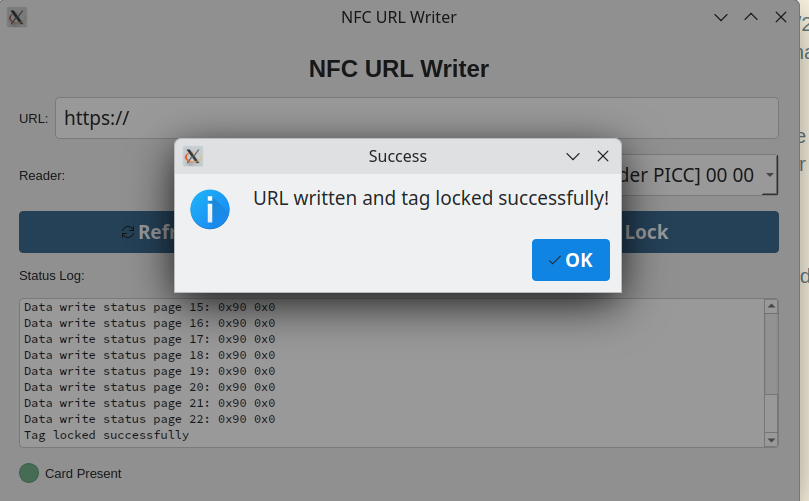 NFC URL Writer
NFC URL Writer
URL: https://
Success
Reader: der PICC] 00 00
URL written and tag locked successfully!
Refr Lock
OK
Status Log:
Data write status page 15: 0x90 0x0
Data write status page 16: 0x90 0x0
Data write status page 17: 0x90 0x0
Data write status page 18: 0x90 0x0
Data write status page 19: 0x90 0x0
Data write status page 20: 0x90 0x0
Data write status page 21: 0x90 0x0
Data write status page 22: 0x90 0x0
Tag locked successfully
Card Present